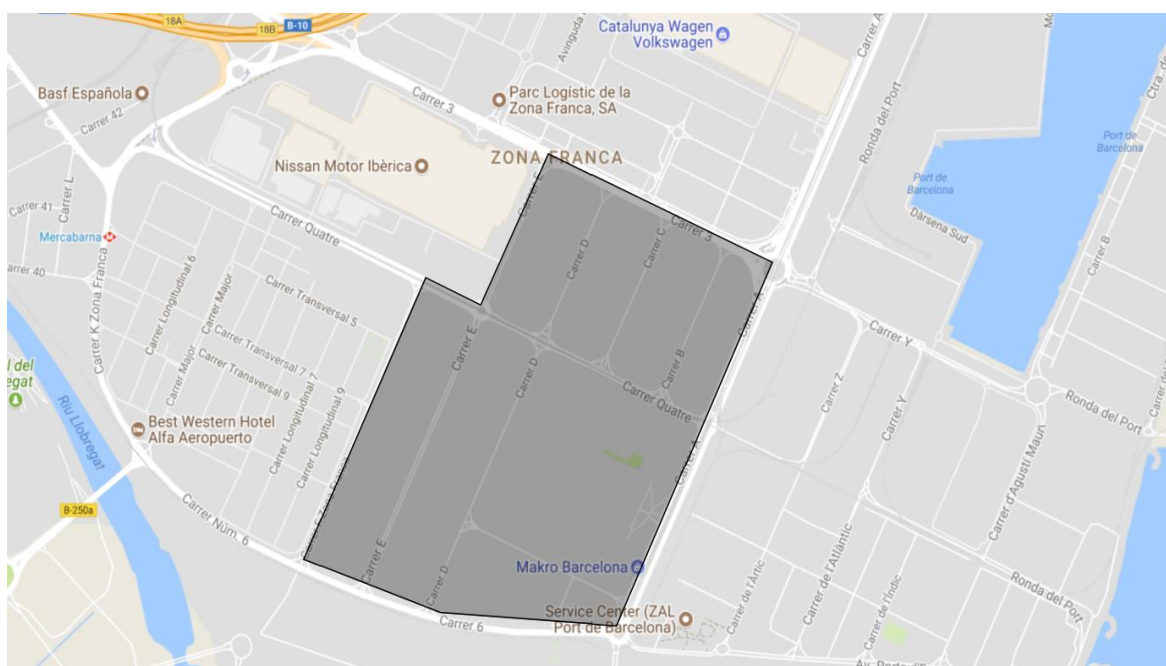 18A
18B
B-10
Catalunya Wagen
Volkswagen
Carrer A
Ronda del Port
Basf Española
Carrer 42
Carrer 3
Parc Logístic de la
Zona Franca, SA
Port de
Barcelona
Port de
Barcelona
Nissan Motor Ibèrica
ZONA FRANCA
Carrer L
Carrer E
Carrer 41
Carrer Quatre
Carrer 3
Carrer C
Carrer D
Dàrsena Sud
Carrer B
Mercabarna
Carrer K Zona Franca
Carrer Longitudinal 6
Carrer Major
Carrer Transversal 5
Carrer A
Carrer E
Carrer D
Carrer B
Carrer Y
Carrer Major
Carrer Transversal 7
Carrer Transversal 9
Carrer Quatre
Carrer Z
Carrer Y
Ronda del Port
Riu Llobregat
Best Western Hotel
Alfa Aeropuerto
Carrer Longitudinal 7
Carrer Longitudinal 9
Carrer A
Carrer d'Agustí Maun
B-250a
Carrer Núm. 6
Carrer E
Carrer D
Makro Barcelona
Carrer de l'Àrtic
Carrer de l'Atlàntic
Carrer de l'Índic
Ronda del Port
Carrer 6
Service Center (ZAL
Port de Barcelona)